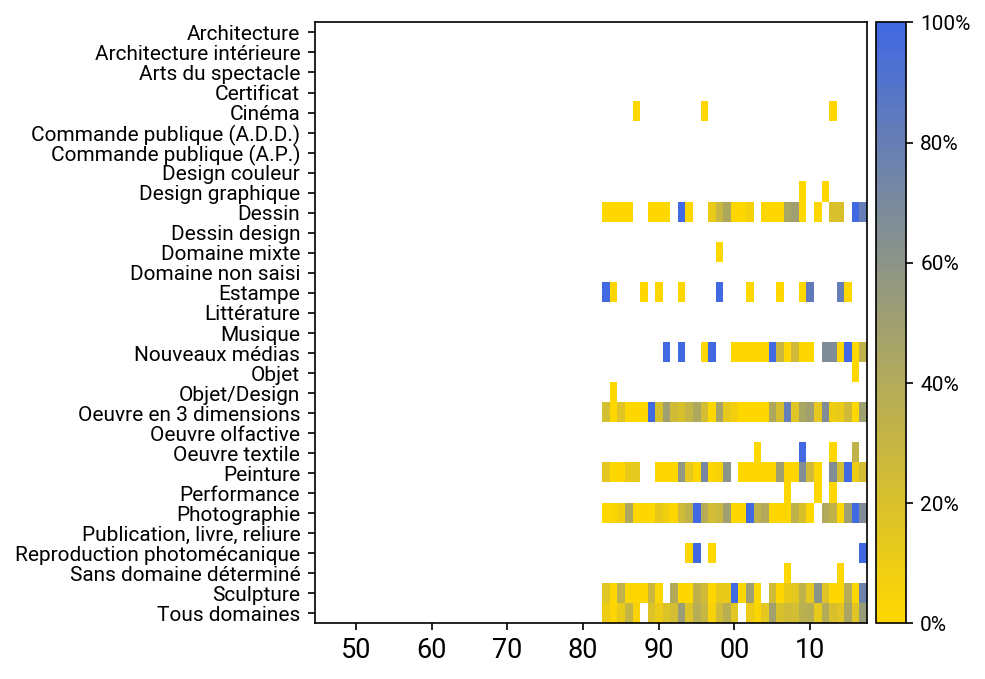 Architecture
Architecture intérieure
Arts du spectacle
Certificat
Cinéma
Commande publique (A.D.D.)
Commande publique (A.P.)
Design couleur
Design graphique
Dessin
Dessin design
Domaine mixte
Domaine non saisi
Estampe
Littérature
Musique
Nouveaux médias
Objet
Objet/Design
Oeuvre en 3 dimensions
Oeuvre olfactive
Oeuvre textile
Peinture
Performance
Photographie
Publication, livre, reliure
Reproduction photomécanique
Sans domaine déterminé
Sculpture
Tous domaines
50 60 70 80 90 00 10
100%
80%
60%
40%
20%
0%